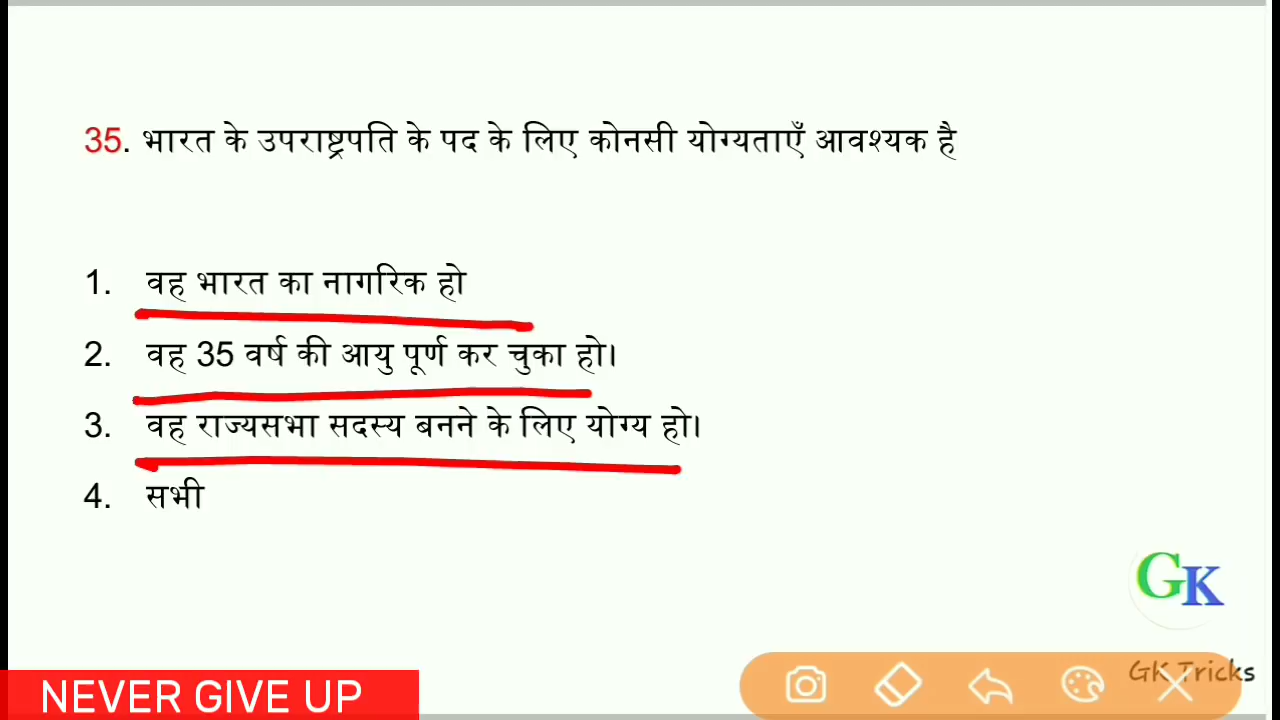 35. भारत के उपराष्ट्रपति के पद के लिए कोनसी योग्यताएँ आवश्यक है
1. वह भारत का नागरिक हो
2. वह 35 वर्ष की आयु पूर्ण कर चुका हो।
3. वह राज्यसभा सदस्य बनने के लिए योग्य हो।
4. सभी
GK
GK Tricks
NEVER GIVE UP